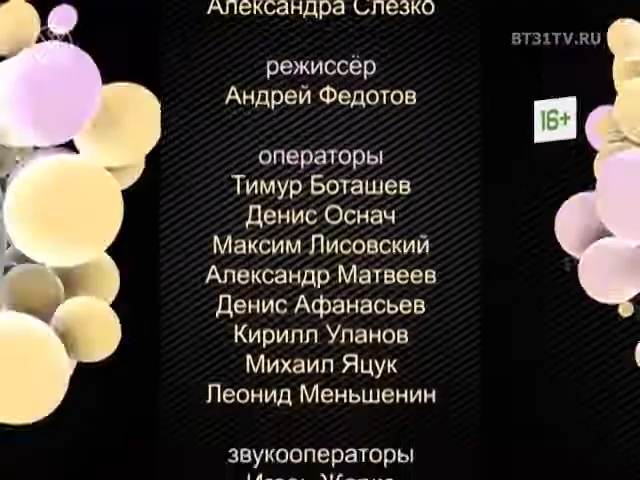 Александра Слезко
BT31TV.RU
режиссёр
Андрей Федотов
16+
операторы
Тимур Боташев
Денис Оснач
Максим Лисовский
Александр Матвеев
Денис Афанасьев
Кирилл Уланов
Михаил Яцук
Леонид Меньшенин
звукооператоры